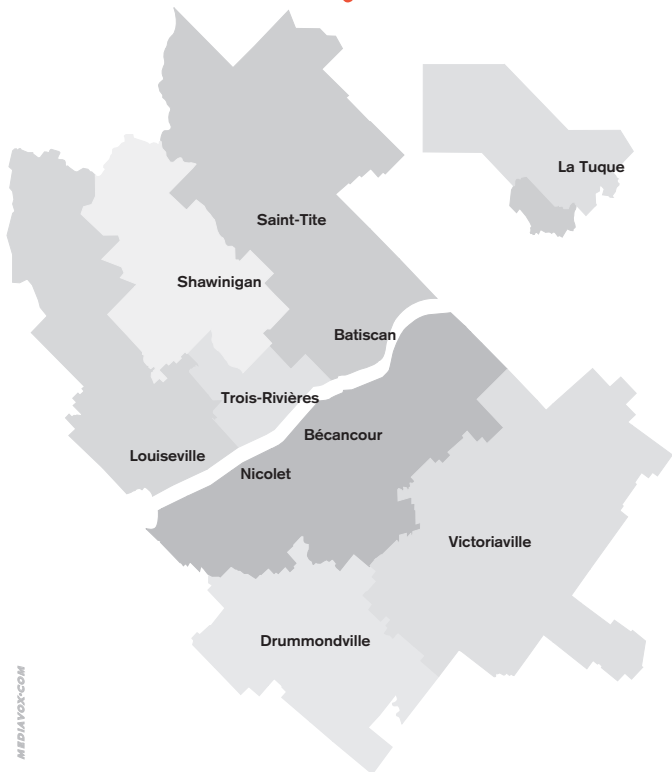 La Tuque
Saint-Tite
Shawinigan
Batiscan
Trois-Rivières
Bécancour
Louiseville
Nicolet
Victoriaville
Drummondville
MEDIAVOX•COM